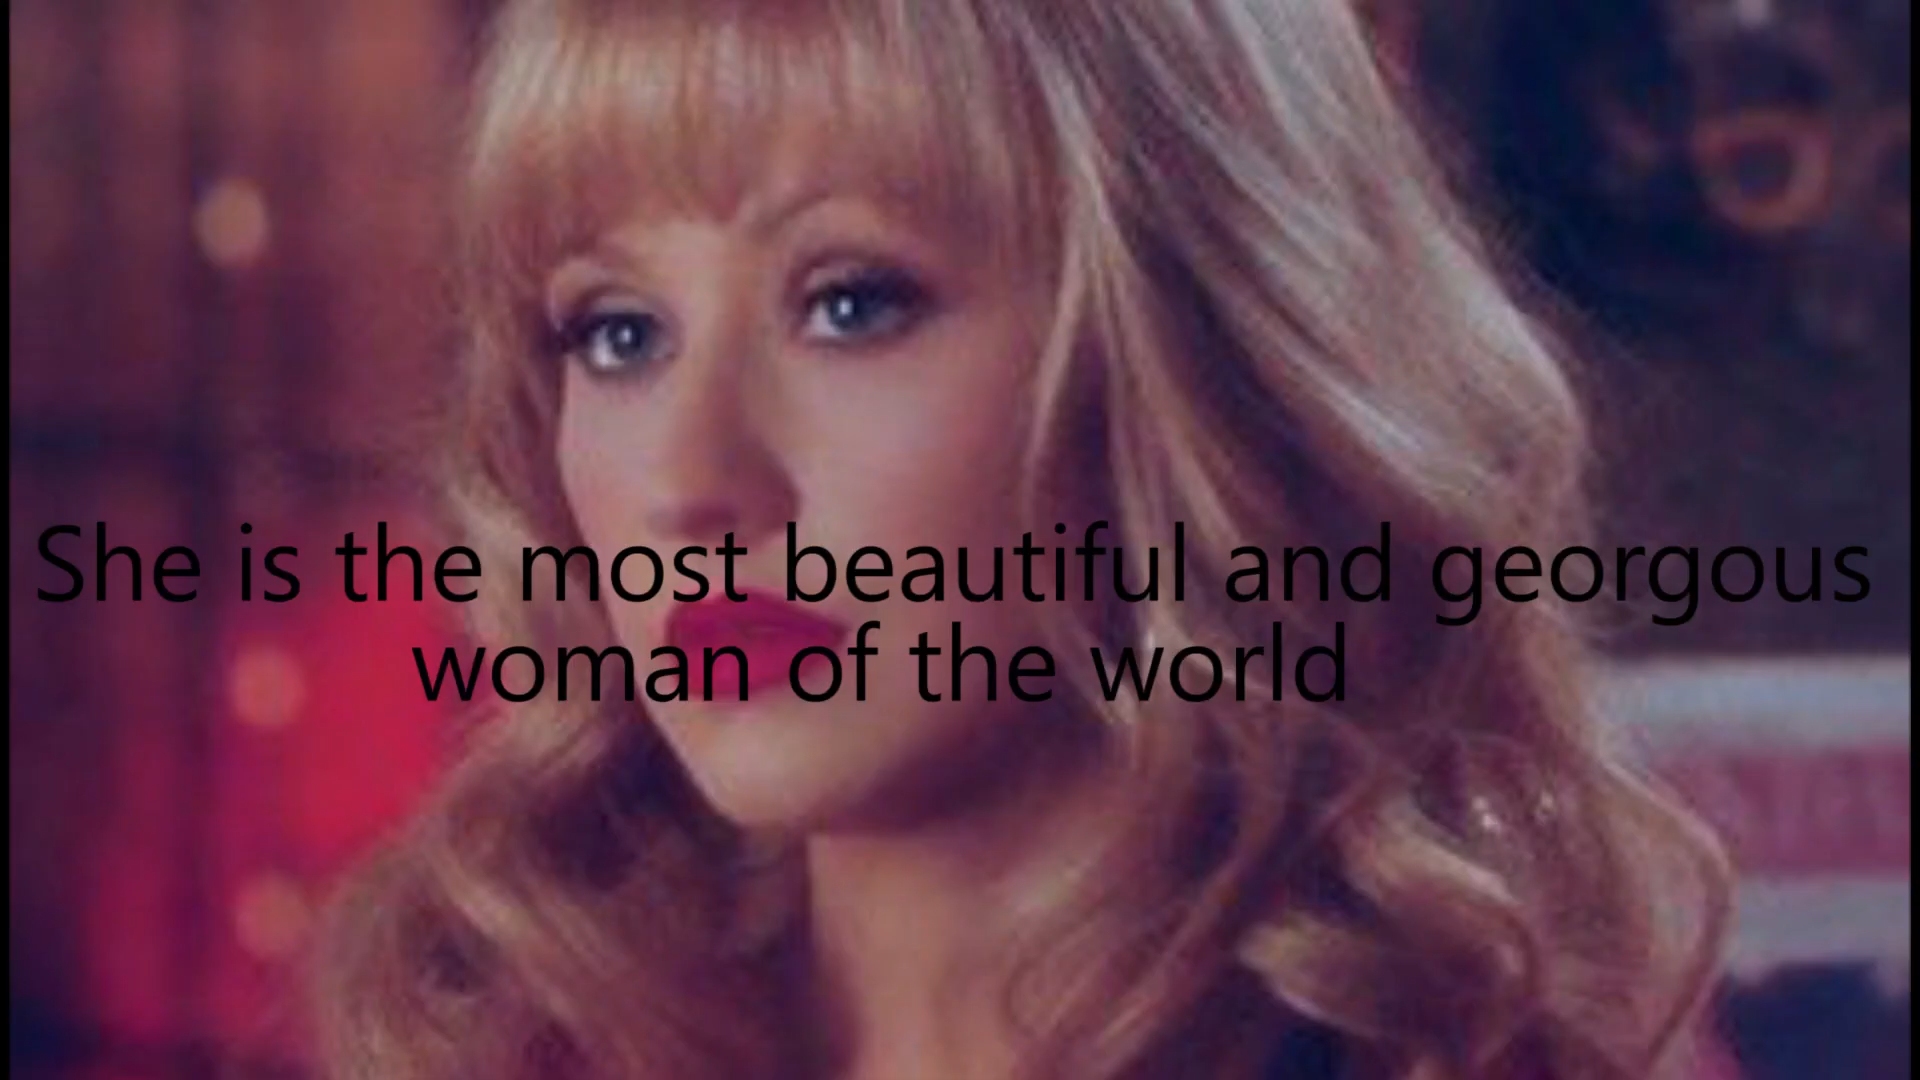 She is the most beautiful and georgous
woman of the world